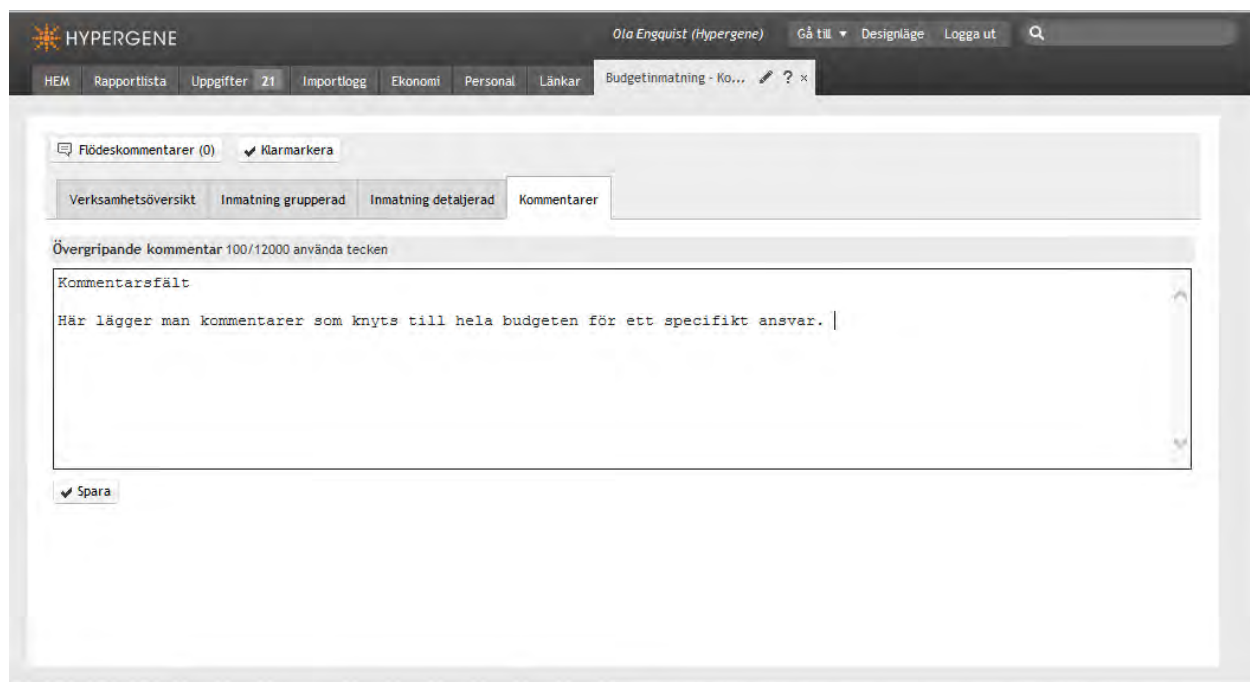 HYPERGENE
Ola Engquist (Hypergene) Gå till Designläge Logga ut
HEM Rapportlista Uppgifter 21 Importlogg Ekonomi Personal Länkar Budgetinmatning - Ko... ? ×
Flödeskommentarer (0) Klarmarkera
Verksamhetsöversikt Inmatning grupperad Inmatning detaljerad Kommentarer
Övergripande kommentar 100/12000 använda tecken
Kommentarsfält
Här lägger man kommentarer som knyts till hela budgeten för ett specifikt ansvar.
Spara